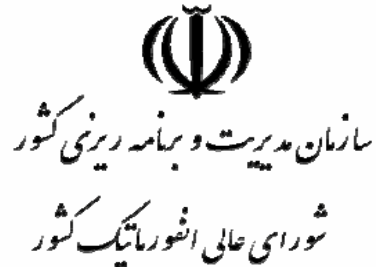 سازمان مدیریت و برنامه ریزی کشور
شورای عالی انفورماتیک کشور